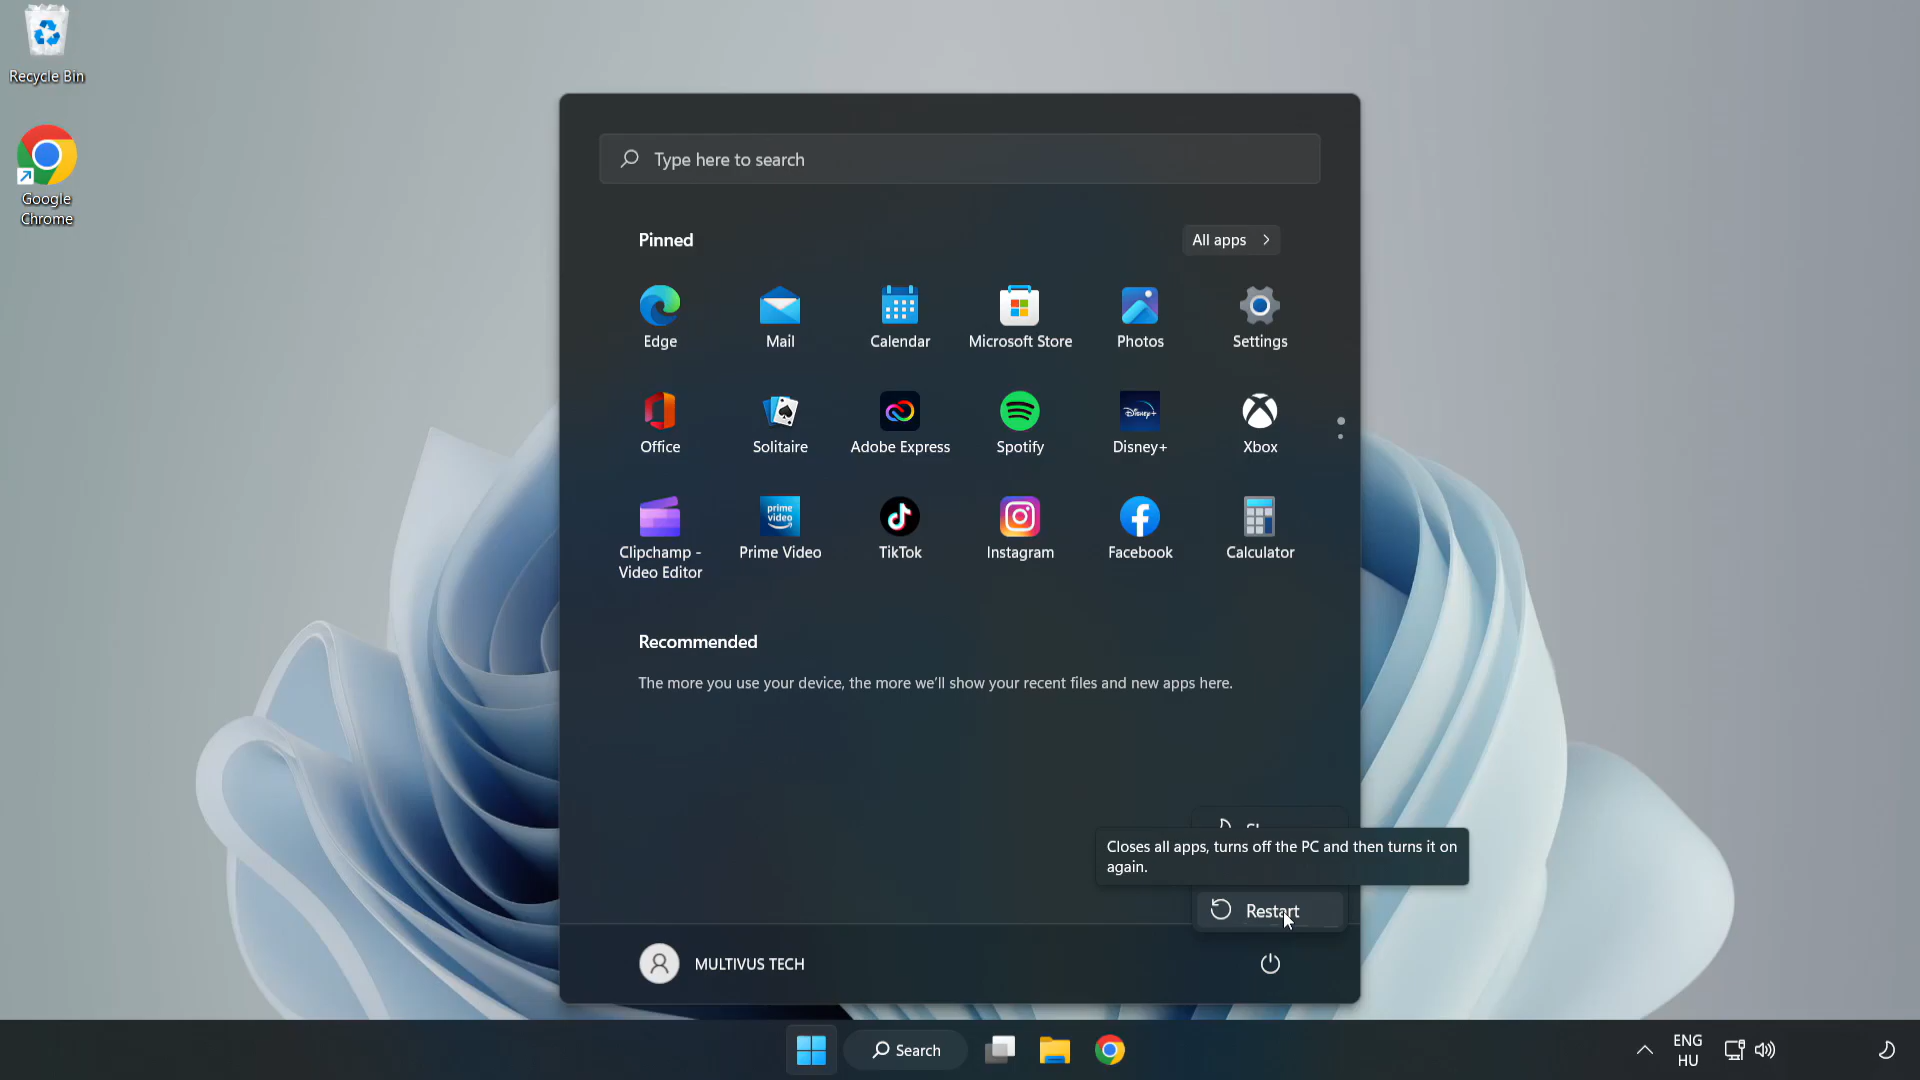 Recycle Bin
Google
Chrome
Type here to search
Pinned
All apps
Edge
Mail
Calendar
Microsoft Store
Photos
Settings
Office
Solitaire
Adobe Express
Spotify
Disney+
Disney+
Xbox
Clipchamp -
Video Editor
prime
video
Prime Video
TikTok
Instagram
Facebook
Calculator
Recommended
The more you use your device, the more we'll show your recent files and new apps here.
Closes all apps, turns off the PC and then turns it on
again.
Restart
MULTIVUS TECH
Search
ENG
HU